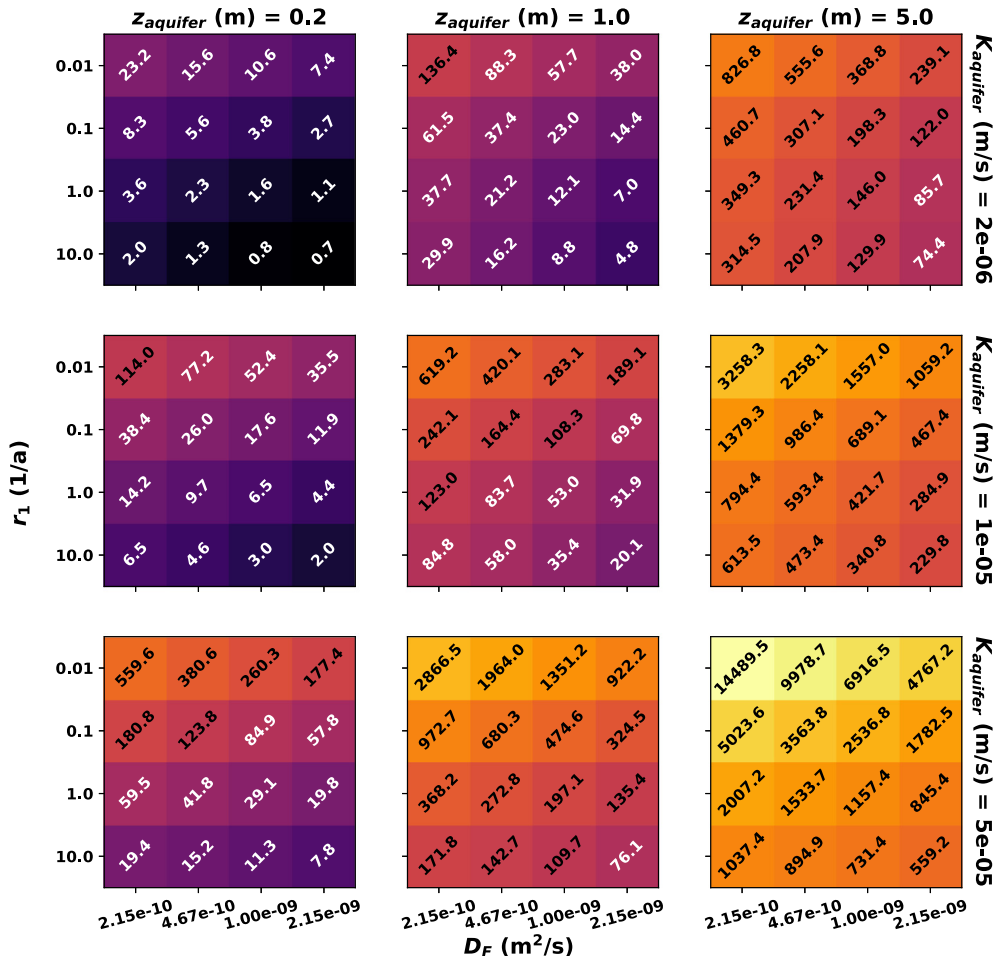 z_aquifer (m) = 0.2 z_aquifer (m) = 1.0 z_aquifer (m) = 5.0
0.01 23.2 15.6 10.6 7.4 136.4 88.3 57.7 38.0 826.8 555.6 368.8 239.1
0.1 8.3 5.6 3.8 2.7 61.5 37.4 23.0 14.4 460.7 307.1 198.3 122.0
1.0 3.6 2.3 1.6 1.1 37.7 21.2 12.1 7.0 349.3 231.4 146.0 85.7
10.0 2.0 1.3 0.8 0.7 29.9 16.2 8.8 4.8 314.5 207.9 129.9 74.4
K_aquifer (m/s) = 2e-06
r_1 (1/a)
0.01 114.0 77.2 52.4 35.5 619.2 420.1 283.1 189.1 3258.3 2258.1 1557.0 1059.2
0.1 38.4 26.0 17.6 11.9 242.1 164.4 108.3 69.8 1379.3 986.4 689.1 467.4
1.0 14.2 9.7 6.5 4.4 123.0 83.7 53.0 31.9 794.4 593.4 421.7 284.9
10.0 6.5 4.6 3.0 2.0 84.8 58.0 35.4 20.1 613.5 473.4 340.8 229.8
K_aquifer (m/s) = 1e-05
0.01 559.6 380.6 260.3 177.4 2866.5 1964.0 1351.2 922.2 14489.5 9978.7 6916.5 4767.2
0.1 180.8 123.8 84.9 57.8 972.7 680.3 474.6 324.5 5023.6 3563.8 2536.8 1782.5
1.0 59.5 41.8 29.1 19.8 368.2 272.8 197.1 135.4 2007.2 1533.7 1157.4 845.4
10.0 19.4 15.2 11.3 7.8 171.8 142.7 109.7 76.1 1037.4 894.9 731.4 559.2
K_aquifer (m/s) = 5e-05
2.15e-10 4.67e-10 1.00e-09 2.15e-09 2.15e-10 4.67e-10 1.00e-09 2.15e-09 2.15e-10 4.67e-10 1.00e-09 2.15e-09
D_F (m²/s)